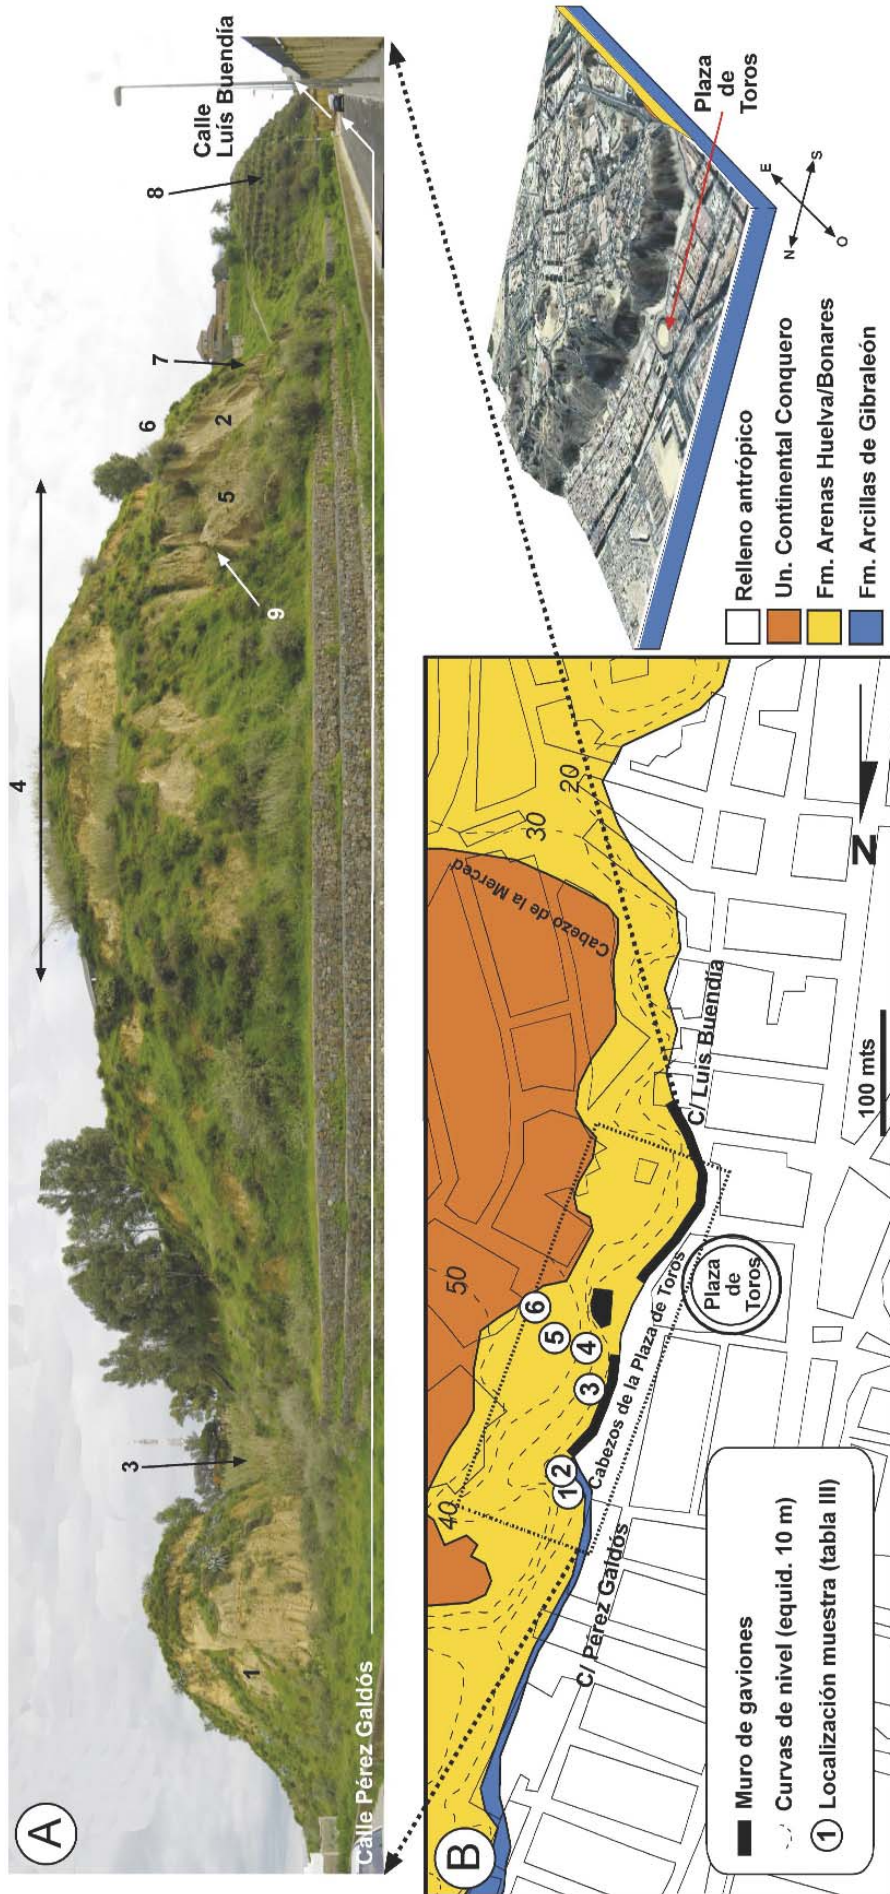 A
Calle Pérez Galdós
1
3
4
9
5
2
6
7
8
Calle
Luís Buendía
B
C/ Pérez Galdós
Cabezos de la Plaza de Toros
C/ Luis Buendía
Cabezo de la Merced
40
50
30
20
1
2
3
4
5
6
Plaza
de
Toros
Muro de gaviones
Curvas de nivel (equid. 10 m)
1 Localización muestra (tabla III)
100 mts
N
Relleno antrópico
Un. Continental Conquero
Fm. Arenas Huelva/Bonares
Fm. Arcillas de Gibraleón
Plaza
de
Toros
N
E
S
O